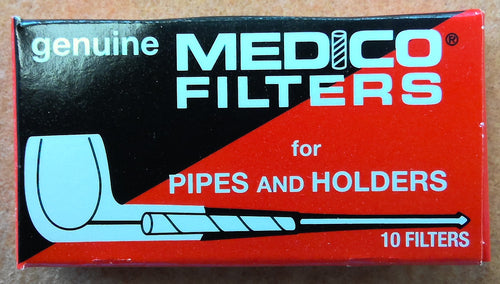 genuine MEDICO®
FILTERS
for
PIPES AND HOLDERS
10 FILTERS